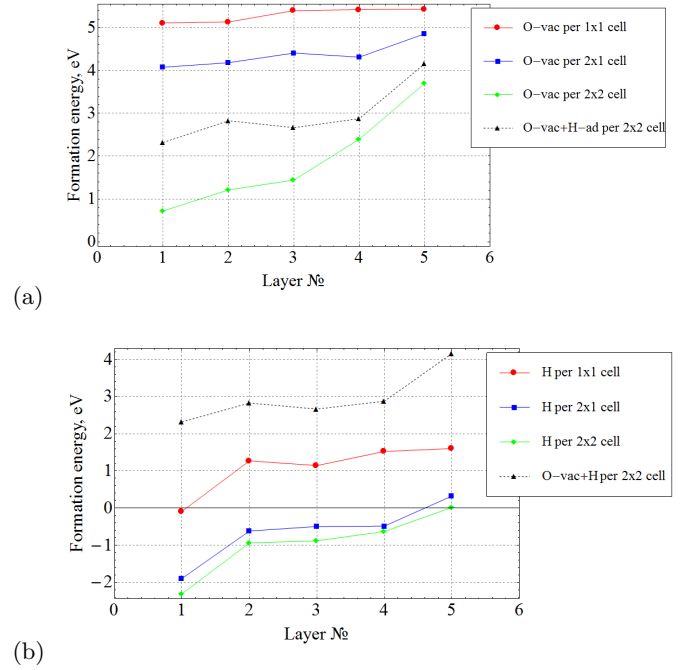 5
4
3
2
1
0
Formation energy, eV
0 1 2 3 4 5 6
Layer №
O-vac per 1x1 cell
O-vac per 2x1 cell
O-vac per 2x2 cell
O-vac+H-ad per 2x2 cell
(a)
4
3
2
1
0
−1
−2
Formation energy, eV
0 1 2 3 4 5 6
Layer №
H per 1x1 cell
H per 2x1 cell
H per 2x2 cell
O-vac+H per 2x2 cell
(b)